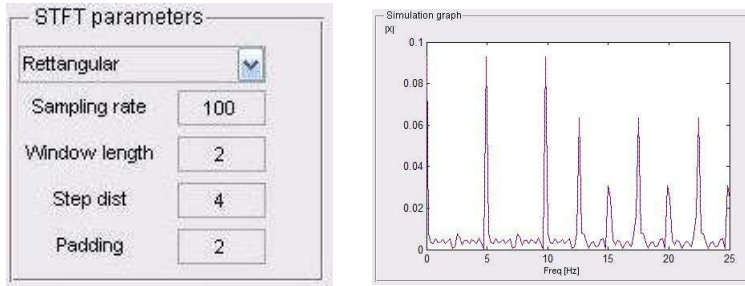 STFT parameters
Rettangular
Sampling rate 100
Window length 2
Step dist 4
Padding 2
Simulation graph
|X|
0.1
0.08
0.06
0.04
0.02
0
0 5 10 15 20 25
Freq [Hz]